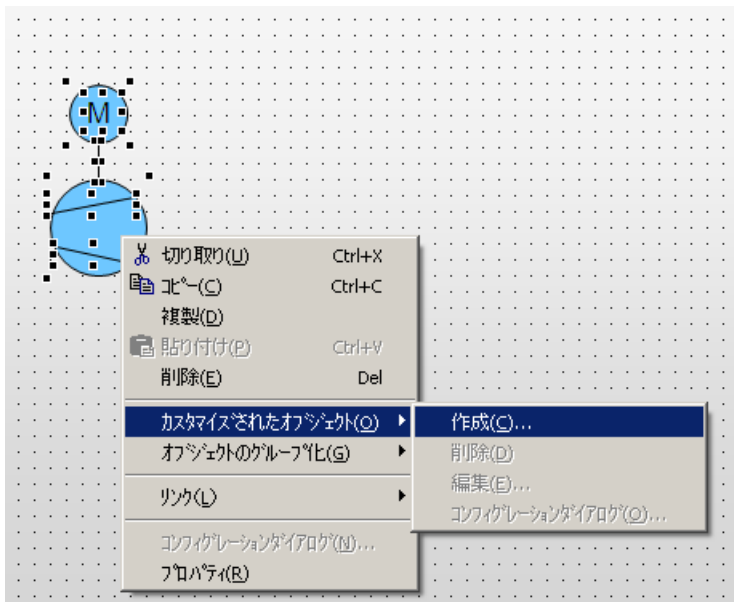 M
切り取り(U) Ctrl+X
コピー(C) Ctrl+C
複製(D)
貼り付け(P) Ctrl+V
削除(E) Del
カスタマイズされたオブジェクト(O)
作成(C)...
オブジェクトのグループ化(G)
削除(D)
編集(E)...
リンク(L)
コンフィグレーションダイアログ(O)...
コンフィグレーションダイアログ(N)...
プロパティ(R)